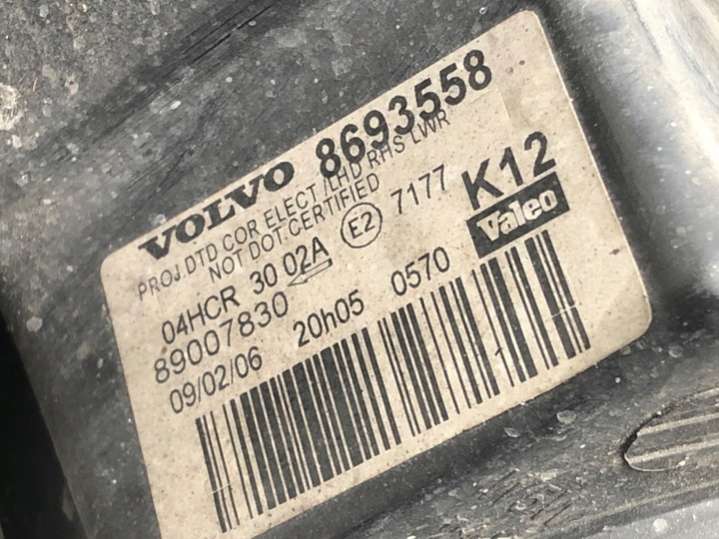 VOLVO 8693558
PROJ DTD COR ELECT /LHD RHS LWR
NOT DOT CERTIFIED
K12
04HCR 30 02A E2 7177
Valeo
89007830
09/02/06 20h05 0570